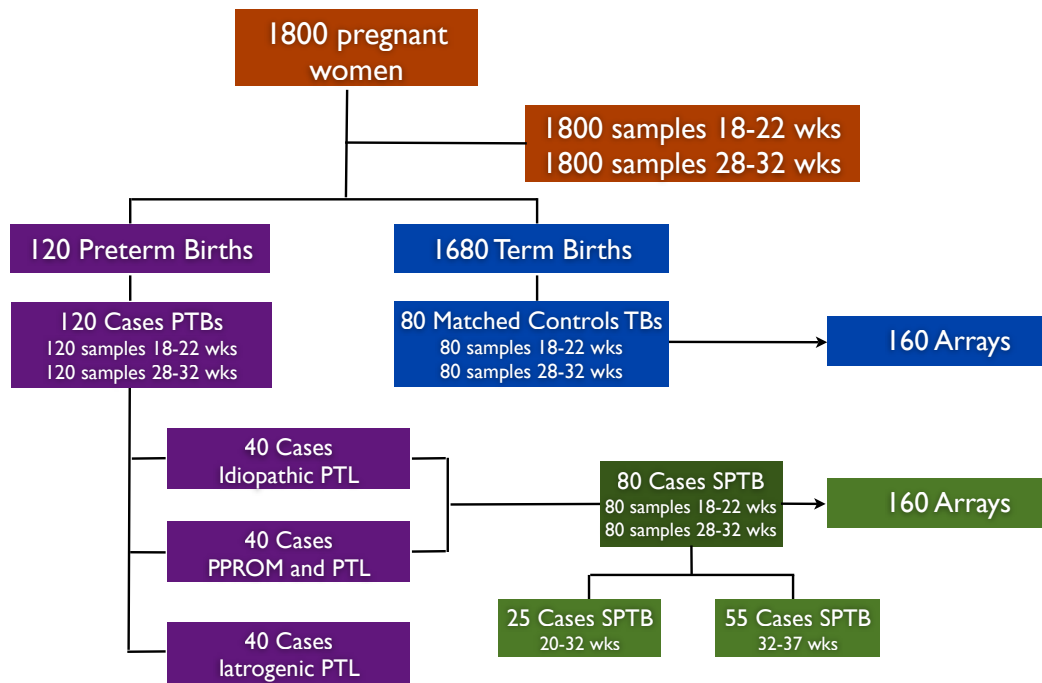 1800 pregnant
women
1800 samples 18-22 wks
1800 samples 28-32 wks
120 Preterm Births
1680 Term Births
120 Cases PTBs
120 samples 18-22 wks
120 samples 28-32 wks
80 Matched Controls TBs
80 samples 18-22 wks
80 samples 28-32 wks
160 Arrays
40 Cases
Idiopathic PTL
40 Cases
PPROM and PTL
40 Cases
Iatrogenic PTL
80 Cases SPTB
80 samples 18-22 wks
80 samples 28-32 wks
160 Arrays
25 Cases SPTB
20-32 wks
55 Cases SPTB
32-37 wks